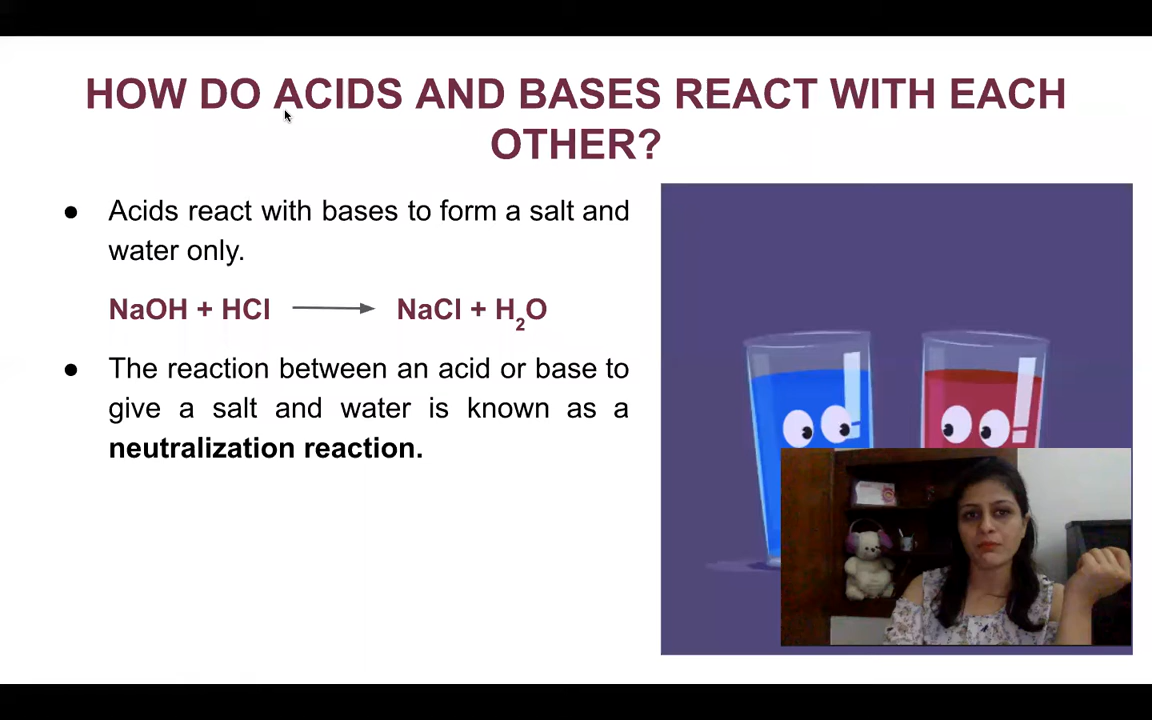 HOW DO ACIDS AND BASES REACT WITH EACH
OTHER?
● Acids react with bases to form a salt and
water only.
NaOH + HCl ⟶ NaCl + H₂O
● The reaction between an acid or base to
give a salt and water is known as a
neutralization reaction.